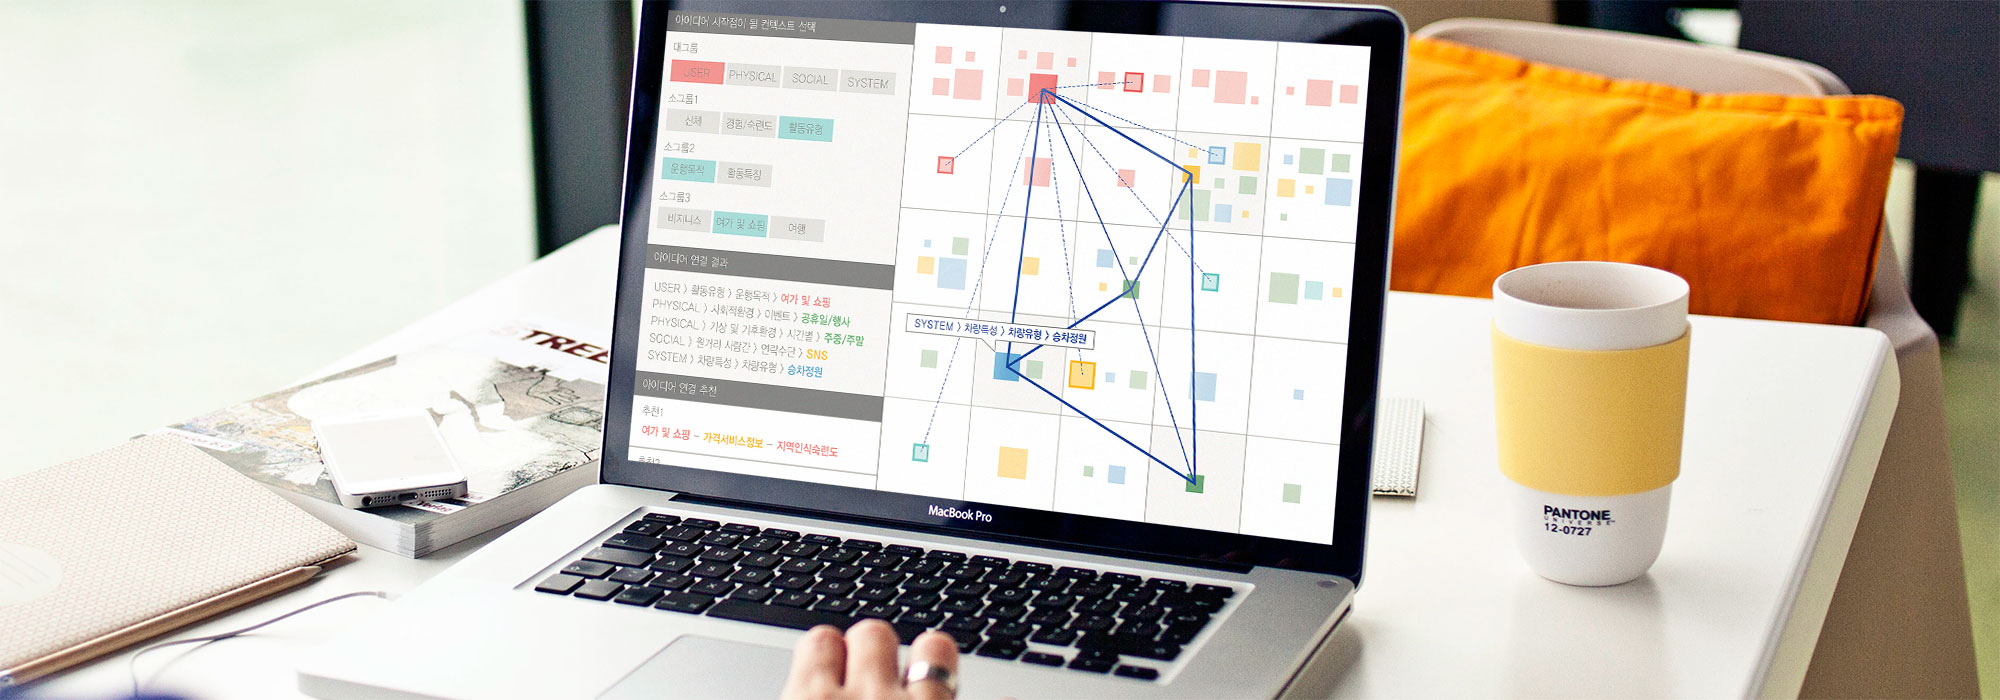 아이디어 시작점이 될 컨텍스트 선택
대그룹
USER PHYSICAL SOCIAL SYSTEM
소그룹1
신체 경험/숙련도 활동유형
소그룹2
운행목적 활동특징
소그룹3
비지니스 여가 및 쇼핑 여행
아이디어 연결 결과
USER > 활동유형 > 운행목적 > 여가 및 쇼핑
PHYSICAL > 사회적환경 > 이벤트 > 공휴일/행사
PHYSICAL > 기상 및 기후환경 > 시간별 > 주중/주말
SOCIAL > 원거리 사람간 > 연락수단 > SNS
SYSTEM > 차량특성 > 차량유형 > 승차정원
아이디어 연결 추천
추천1
여가 및 쇼핑 - 가격서비스정보 - 지역인식숙련도
추천2
SYSTEM > 차량특성 > 차량유형 > 승차정원
MacBook Pro
STREE
PANTONE
UNIVERSE
12-0727